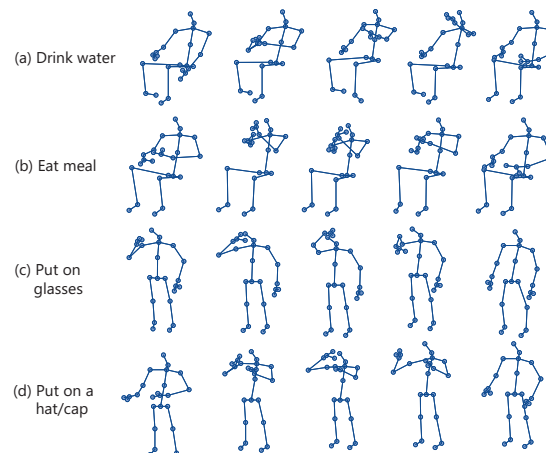 (a) Drink water
(b) Eat meal
(c) Put on
glasses
(d) Put on a
hat/cap